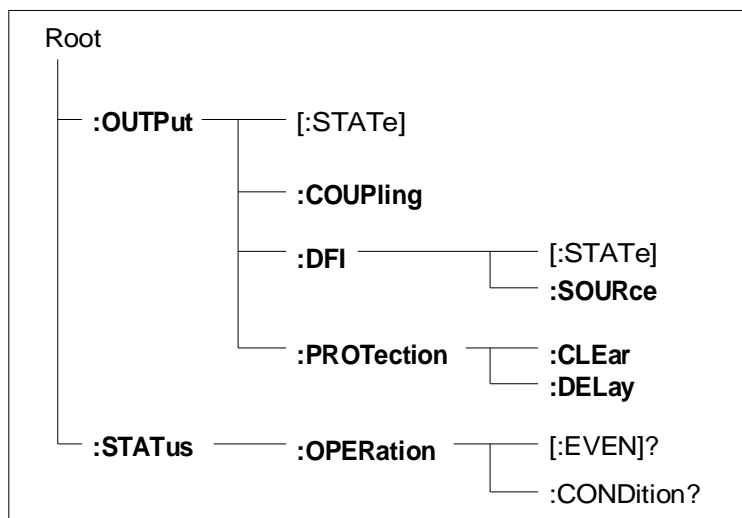 Root
:OUTPut [:STATe]
:COUPling
:DFI [:STATe]
:SOURce
:PROTection :CLEar
:DELay
:STATus :OPERation [:EVEN]?
:CONDition?